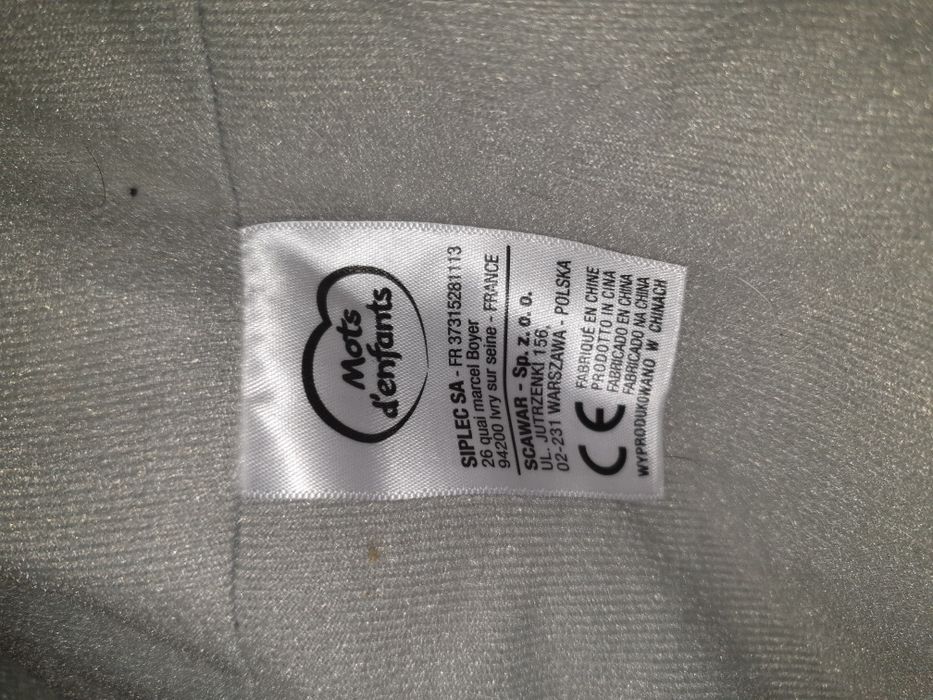 Mots
d'enfants
SIPLEC SA - FR 37315281113
26 quai marcel Boyer
94200 Ivry sur seine - FRANCE
SCAWAR - Sp. z. o. o.
UL. JUTRZENKI 156,
02-231 WARSZAWA - POLSKA
CE
FABRIQUÉ EN CHINE
PRODOTTO IN CINA
FABRICADO EN CHINA
FABRICADO NA CHINA
WYPRODUKOWANO W CHINACH